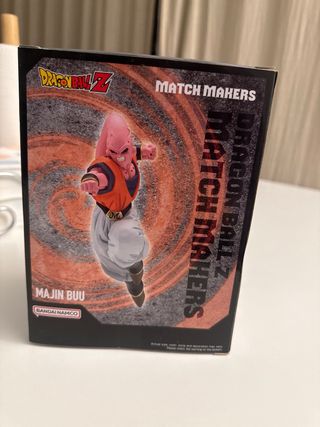 DRAGON BALL Z
MATCH MAKERS
DRAGON BALL Z
MATCH MAKERS
MAJIN BUU
BANDAI NAMCO